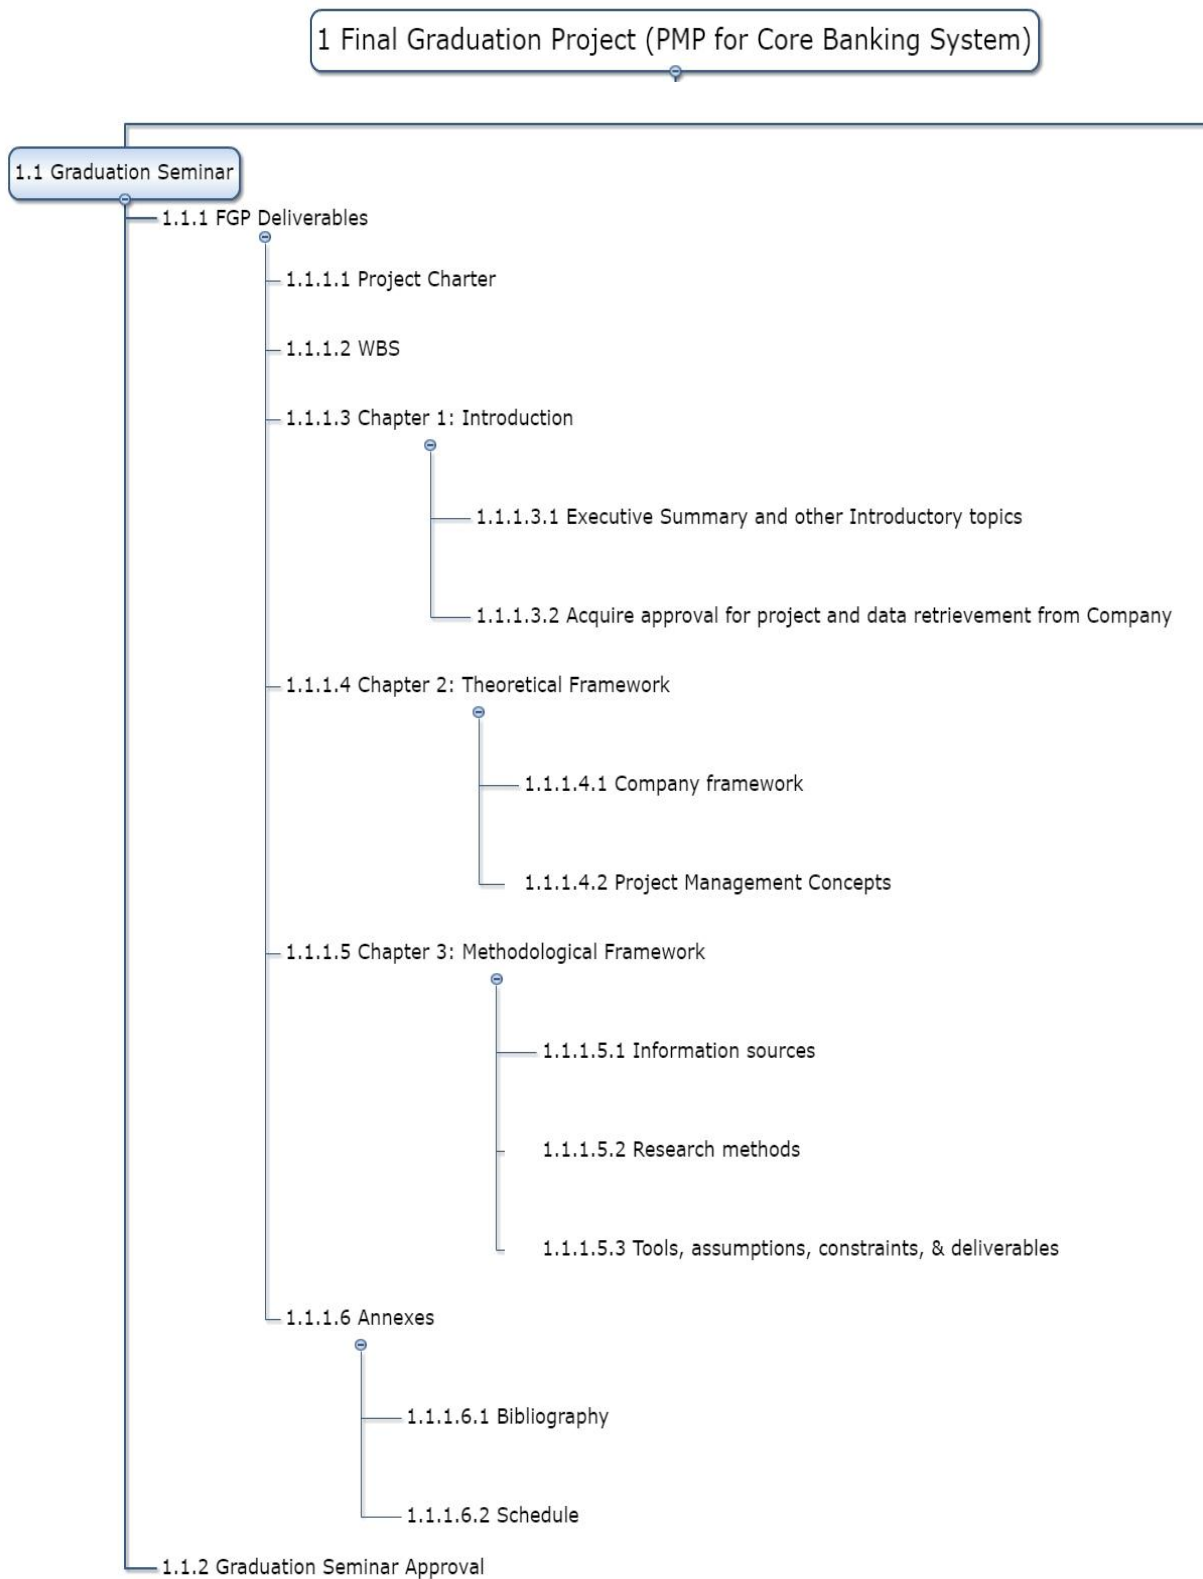 1 Final Graduation Project (PMP for Core Banking System)
1.1 Graduation Seminar
1.1.1 FGP Deliverables
1.1.1.1 Project Charter
1.1.1.2 WBS
1.1.1.3 Chapter 1: Introduction
1.1.1.3.1 Executive Summary and other Introductory topics
1.1.1.3.2 Acquire approval for project and data retrievement from Company
1.1.1.4 Chapter 2: Theoretical Framework
1.1.1.4.1 Company framework
1.1.1.4.2 Project Management Concepts
1.1.1.5 Chapter 3: Methodological Framework
1.1.1.5.1 Information sources
1.1.1.5.2 Research methods
1.1.1.5.3 Tools, assumptions, constraints, & deliverables
1.1.1.6 Annexes
1.1.1.6.1 Bibliography
1.1.1.6.2 Schedule
1.1.2 Graduation Seminar Approval